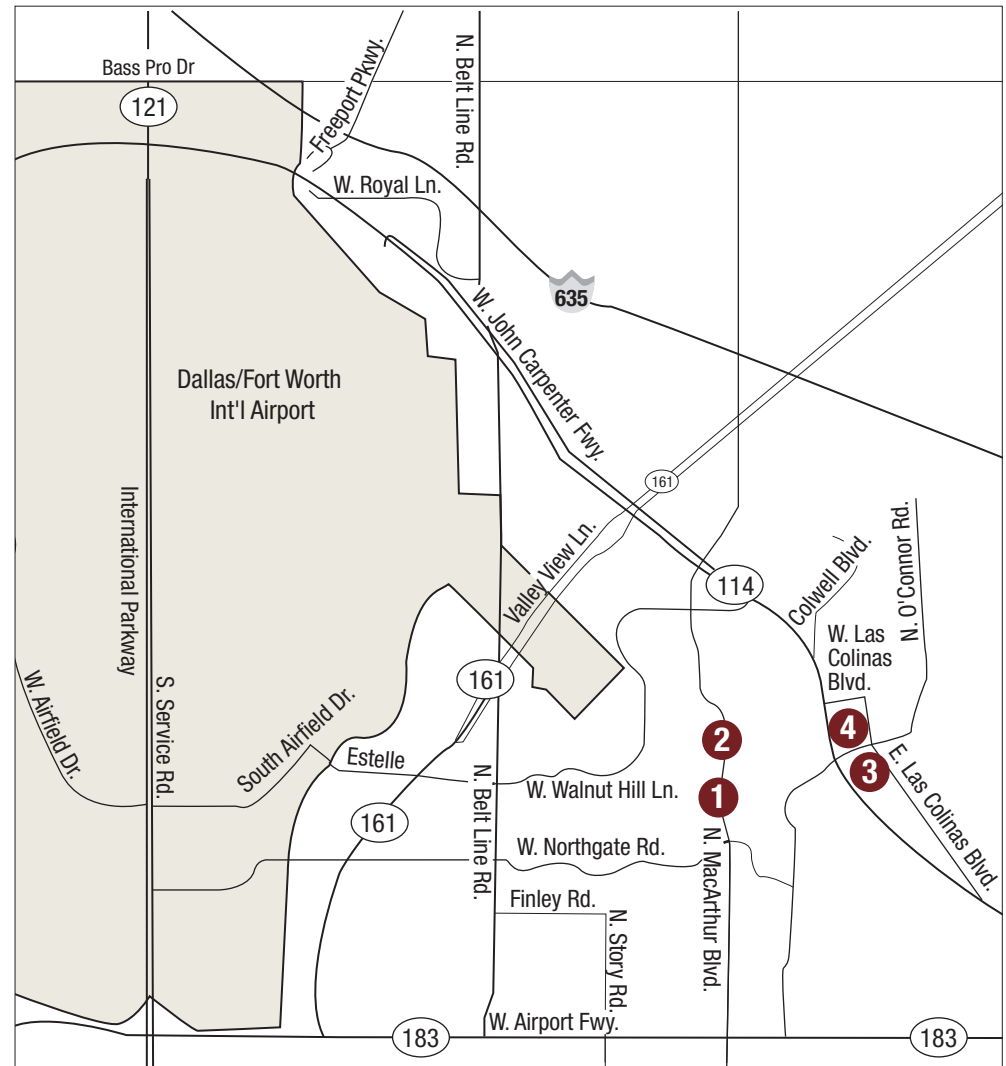 Bass Pro Dr
121
Freeport Pkwy.
N. Belt Line Rd.
W. Royal Ln.
635
W. John Carpenter Fwy.
Dallas/Fort Worth
Int'l Airport
161
International Parkway
Valley View Ln.
114
Colwell Blvd.
N. O'Connor Rd.
W. Las
Colinas
Blvd.
W. Airfield Dr.
S. Service Rd.
South Airfield Dr.
161
2
4
3
Estelle
1
W. Walnut Hill Ln.
E. Las Colinas Blvd.
161
N. Belt Line Rd.
W. Northgate Rd.
N. MacArthur Blvd.
Finley Rd.
N. Story Rd.
W. Airport Fwy.
183
183